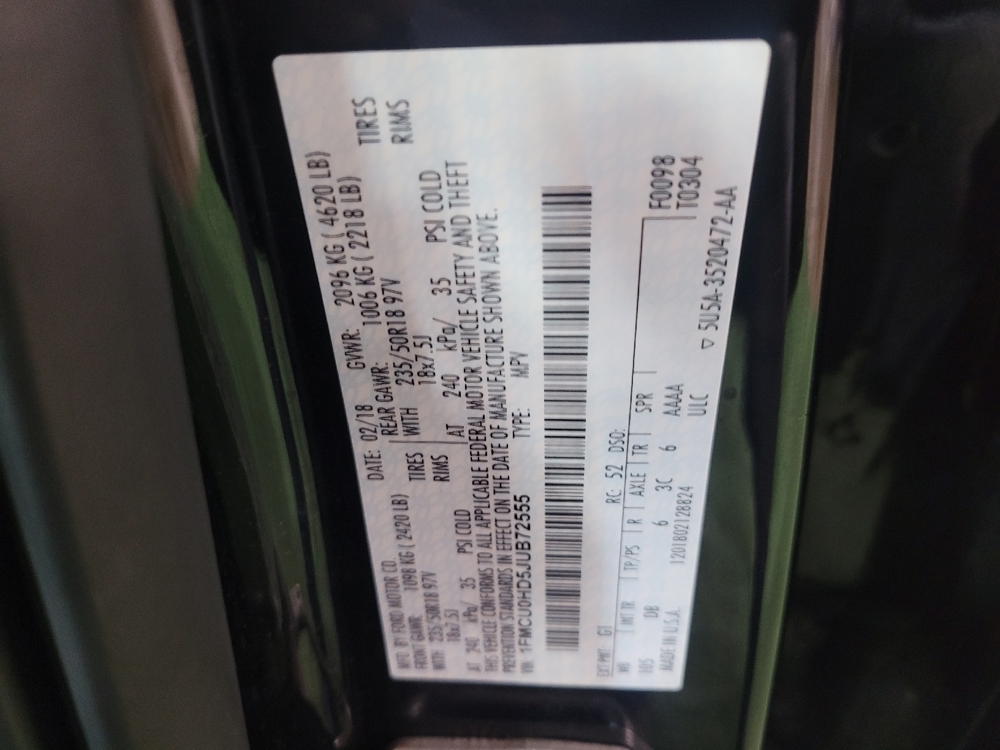 MFD. BY FORD MOTOR CO. DATE: 02/18 GVWR: 2096 KG ( 4620 LB)
FRONT GAWR: 1098 KG ( 2420 LB) REAR GAWR: 1006 KG ( 2218 LB)
WITH 235/50R18 97V TIRES WITH 235/50R18 97V TIRES
18x7.5J RIMS 18x7.5J RIMS
AT 240 kPa/ 35 PSI COLD AT 240 kPa/ 35 PSI COLD
THIS VEHICLE CONFORMS TO ALL APPLICABLE FEDERAL MOTOR VEHICLE SAFETY AND THEFT
PREVENTION STANDARDS IN EFFECT ON THE DATE OF MANUFACTURE SHOWN ABOVE.
VIN: 1FMCU0HD5JUB72555 TYPE: MPV
EXT PNT: G1 RC: 52 DSO: F0098
WB INT TR TP/PS R AXLE TR SPR T0304
105 DB 6 3C 6 AAAA
MADE IN U.S.A. 1201802128824 ULC ▽ 5U5A-3520472-AA